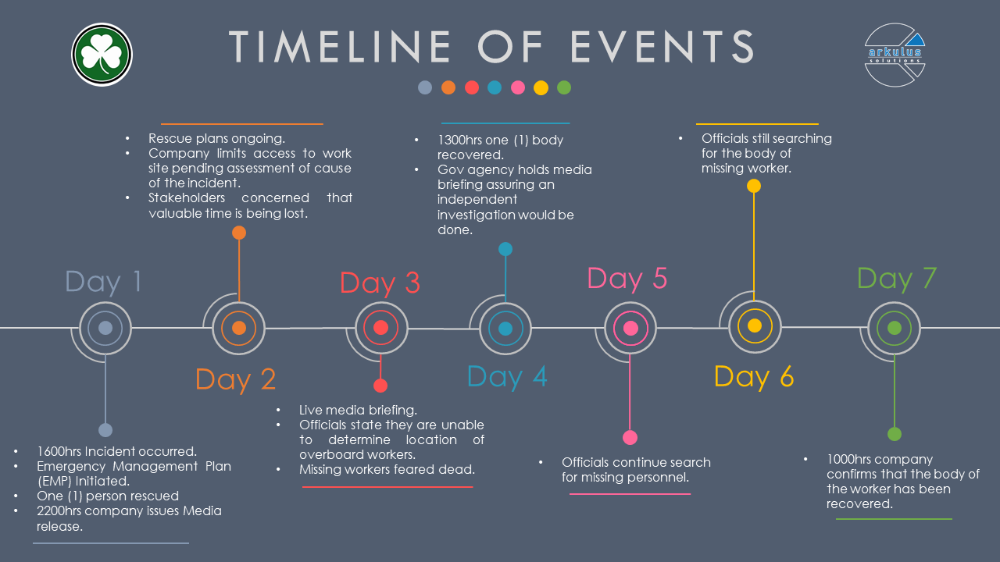 TIMELINE OF EVENTS
arkulus
solutions
Day 1
• 1600hrs Incident occurred.
• Emergency Management Plan
(EMP) Initiated.
• One (1) person rescued
• 2200hrs company issues Media
release.
• Rescue plans ongoing.
• Company limits access to work
site pending assessment of cause
of the incident.
• Stakeholders concerned that
valuable time is being lost.
Day 2
Day 3
• Live media briefing.
• Officials state they are unable
to determine location of
overboard workers.
• Missing workers feared dead.
• 1300hrs one (1) body
recovered.
• Gov agency holds media
briefing assuring an
independent
investigation would be
done.
Day 4
Day 5
• Officials continue search
for missing personnel.
• Officials still searching
for the body of
missing worker.
Day 6
Day 7
• 1000hrs company
confirms that the body of
the worker has been
recovered.